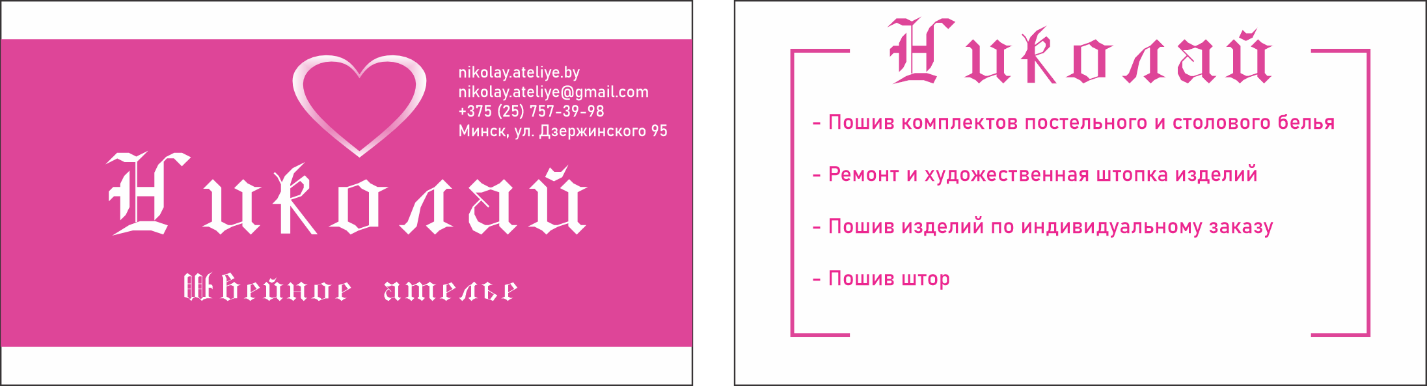 nikolay.ateliye.by
nikolay.ateliye@gmail.com
+375 (25) 757-39-98
Минск, ул. Дзержинского 95
Николай
Швейное ателье
Николай
- Пошив комплектов постельного и столового белья
- Ремонт и художественная штопка изделий
- Пошив изделий по индивидуальному заказу
- Пошив штор